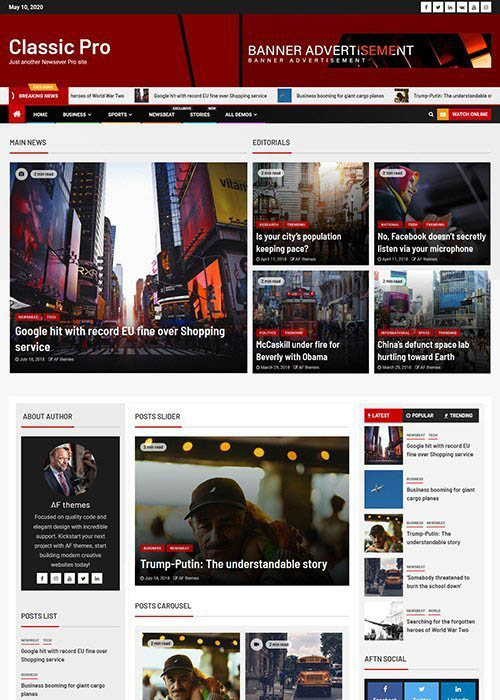 May 10, 2020
Classic Pro
Just another Newsever Pro site
BANNER ADVERTISEMENT
BANNER ADVERTISEMENT
EXCLUSIVE
BREAKING NEWS
heroes of World War Two
Google hit with record EU fine over Shopping service
Business booming for giant cargo planes
Trump-Putin: The understandable st
HOME
BUSINESS
SPORTS
NEWSBEAT
EXCLUSIVE
STORIES
NEW
ALL DEMOS
WATCH ONLINE
MAIN NEWS
2 min read
NEWSBEAT
TECH
Google hit with record EU fine over Shopping
service
July 18, 2018
AF themes
EDITORIALS
2 min read
RESEARCH
TRENDING
Is your city's population
keeping pace?
April 11, 2018
AF themes
2 min read
NATIONAL
TECH
TRENDING
No, Facebook doesn't secretly
listen via your microphone
April 11, 2018
AF themes
2 min read
POLITICS
TRENDING
McCaskill under fire for
Beverly with Obama
March 29, 2018
AF themes
2 min read
INTERNATIONAL
SPACE
TRENDING
China's defunct space lab
hurtling toward Earth
March 29, 2018
AF themes
ABOUT AUTHOR
AF themes
Focused on quality code and
elegant design with incredible
support. Kickstart your next
project with AF themes, start
building modern creative
websites today!
POSTS LIST
NEWSBEAT
TECH
Google hit with record EU fine over
Shopping service
BUSINESS
Business booming for giant cargo
planes
POSTS SLIDER
2 min read
BUSINESS
NEWSBEAT
Trump-Putin: The understandable story
July 18, 2018
AF themes
POSTS CAROUSEL
2 min read
2 min read
LATEST
POPULAR
TRENDING
NEWSBEAT
TECH
Google hit with record EU
fine over Shopping service
BUSINESS
Business booming for giant
cargo planes
BUSINESS
NEWSBEAT
Trump-Putin: The
understandable story
NEWSBEAT
'Somebody threatened to
burn the school down'
NEWSBEAT
WORLD
Searching for the forgotten
heroes of World War Two
AFTN SOCIAL
Facebook
Twitter
Linkedin